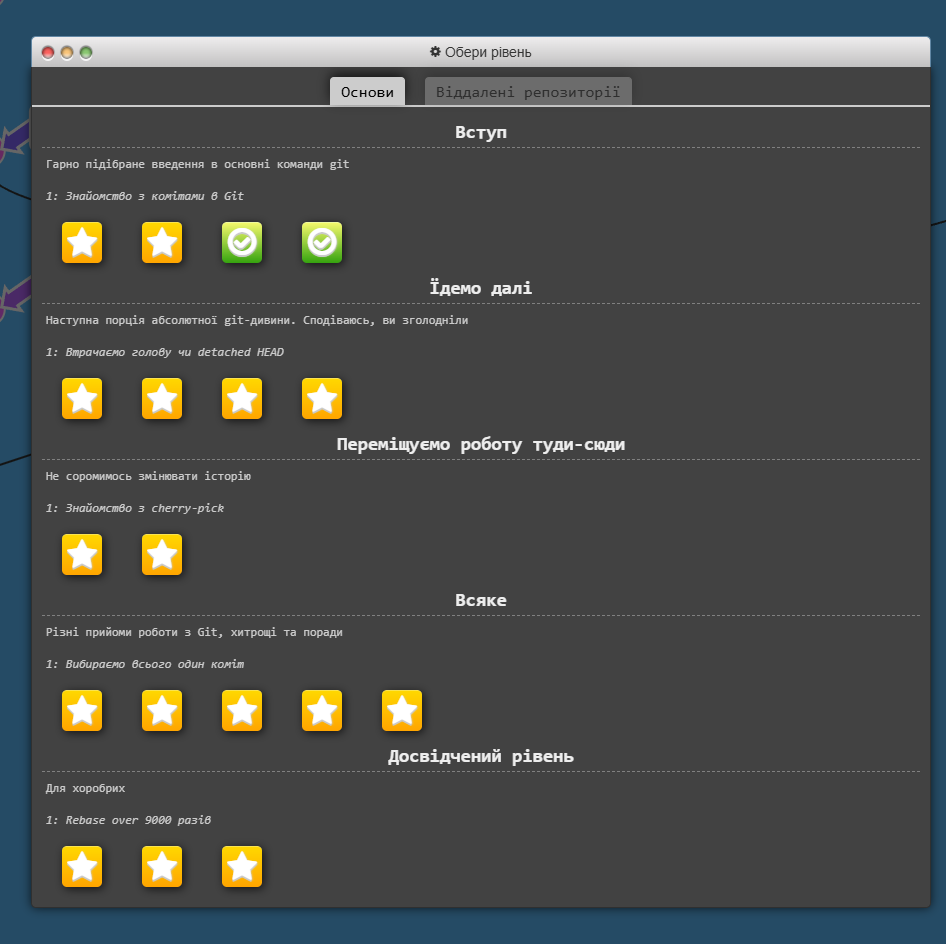 Обери рівень
Основи
Віддалені репозиторії
Вступ
Гарно підібране введення в основні команди git
1: Знайомство з комітами в Git
Їдемо далі
Наступна порція абсолютної git-дивини. Сподіваюсь, ви зголодніли
1: Втрачаємо голову чи detached HEAD
Переміщуємо роботу туди-сюди
Не соромимось змінювати історію
1: Знайомство з cherry-pick
Всяке
Різні прийоми роботи з Git, хитрощі та поради
1: Вибираємо всього один коміт
Досвідчений рівень
Для хоробрих
1: Rebase over 9000 разів